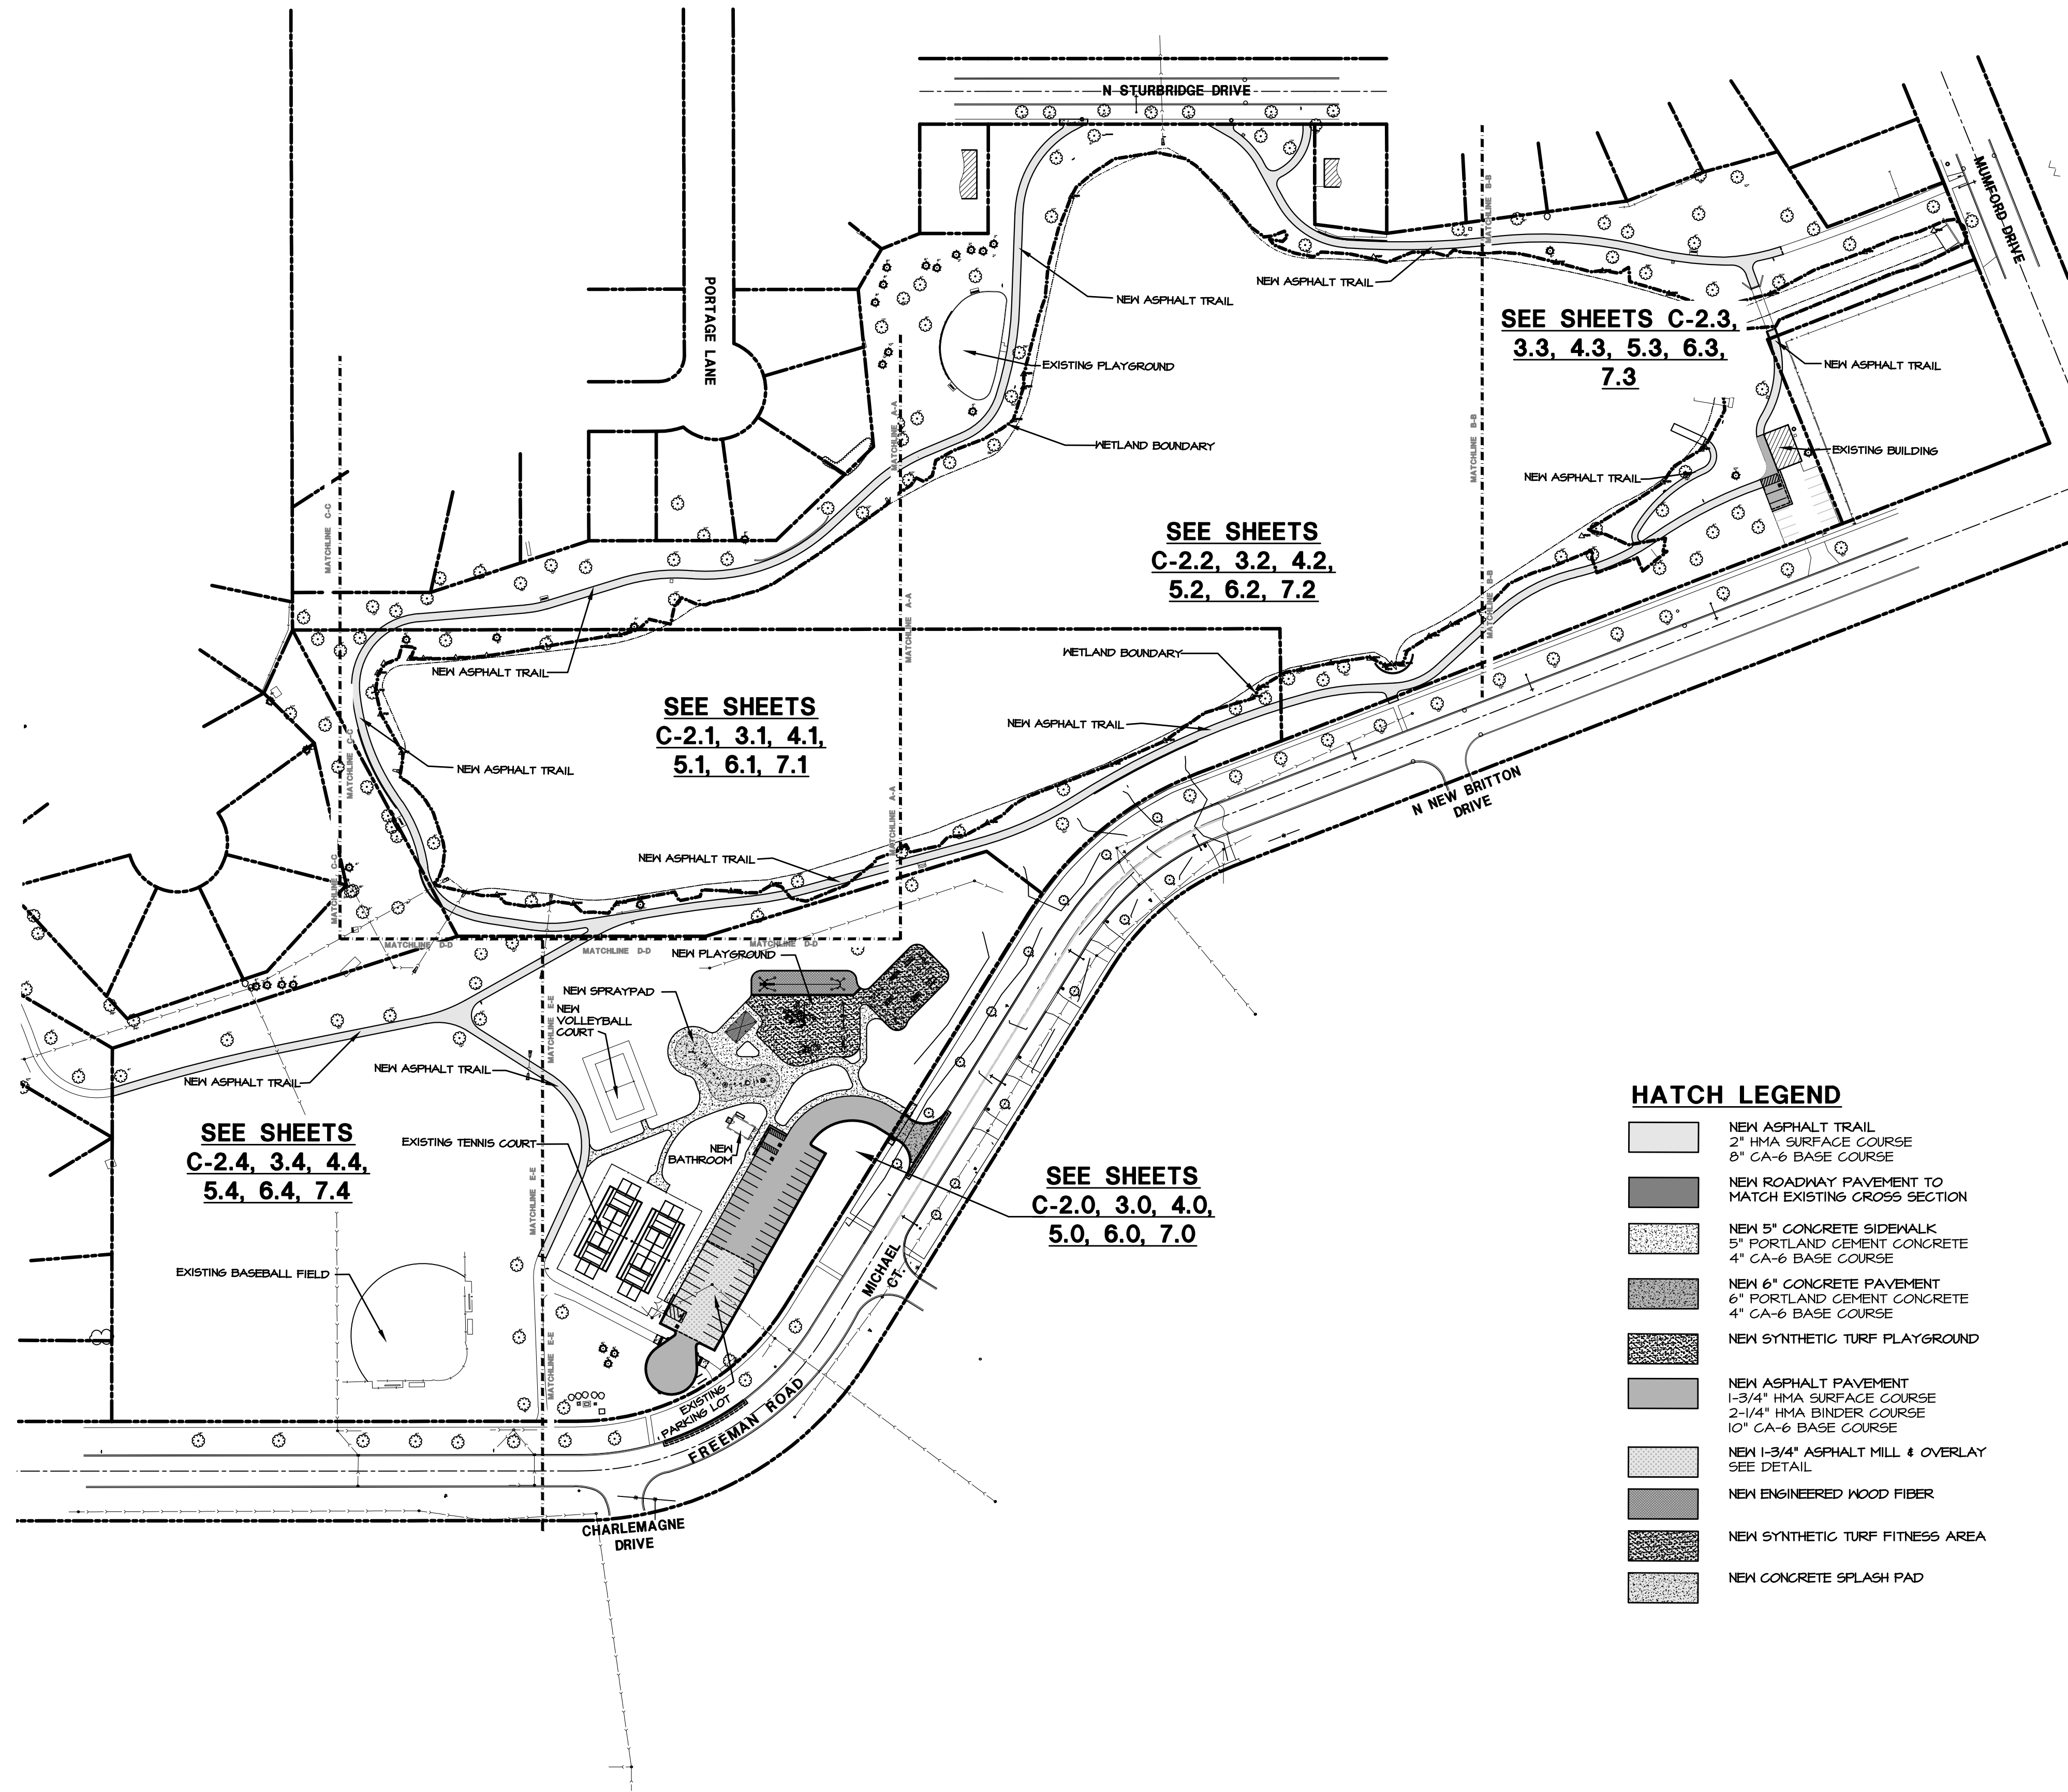 N STURBRIDGE DRIVE
MUMFORD DRIVE
PORTAGE LANE
MATCHLINE B-B
NEW ASPHALT TRAIL
NEW ASPHALT TRAIL
SEE SHEETS C-2.3,
3.3, 4.3, 5.3, 6.3,
7.3
EXISTING PLAYGROUND
NEW ASPHALT TRAIL
MATCHLINE A-A
WETLAND BOUNDARY
MATCHLINE B-B
EXISTING BUILDING
NEW ASPHALT TRAIL
MATCHLINE C-C
SEE SHEETS
C-2.2, 3.2, 4.2,
5.2, 6.2, 7.2
MATCHLINE A-A
MATCHLINE B-B
WETLAND BOUNDARY
NEW ASPHALT TRAIL
SEE SHEETS
C-2.1, 3.1, 4.1,
5.1, 6.1, 7.1
NEW ASPHALT TRAIL
MATCHLINE C-C
NEW ASPHALT TRAIL
N NEW BRITTON
DRIVE
MATCHLINE A-A
NEW ASPHALT TRAIL
MATCHLINE C-C
MATCHLINE D-D
MATCHLINE D-D
MATCHLINE D-D
NEW PLAYGROUND
NEW SPRAYPAD
NEW
VOLLEYBALL
COURT
MATCHLINE E-E
NEW ASPHALT TRAIL
NEW ASPHALT TRAIL
SEE SHEETS
C-2.4, 3.4, 4.4,
5.4, 6.4, 7.4
EXISTING TENNIS COURT
NEW
BATHROOM
MATCHLINE E-E
SEE SHEETS
C-2.0, 3.0, 4.0,
5.0, 6.0, 7.0
MICHAEL
CT.
EXISTING BASEBALL FIELD
MATCHLINE E-E
EXISTING
PARKING LOT
FREEMAN ROAD
CHARLEMAGNE
DRIVE
HATCH LEGEND
NEW ASPHALT TRAIL
2" HMA SURFACE COURSE
8" CA-6 BASE COURSE
NEW ROADWAY PAVEMENT TO
MATCH EXISTING CROSS SECTION
NEW 5" CONCRETE SIDEWALK
5" PORTLAND CEMENT CONCRETE
4" CA-6 BASE COURSE
NEW 6" CONCRETE PAVEMENT
6" PORTLAND CEMENT CONCRETE
4" CA-6 BASE COURSE
NEW SYNTHETIC TURF PLAYGROUND
NEW ASPHALT PAVEMENT
1-3/4" HMA SURFACE COURSE
2-1/4" HMA BINDER COURSE
10" CA-6 BASE COURSE
NEW 1-3/4" ASPHALT MILL & OVERLAY
SEE DETAIL
NEW ENGINEERED WOOD FIBER
NEW SYNTHETIC TURF FITNESS AREA
NEW CONCRETE SPLASH PAD